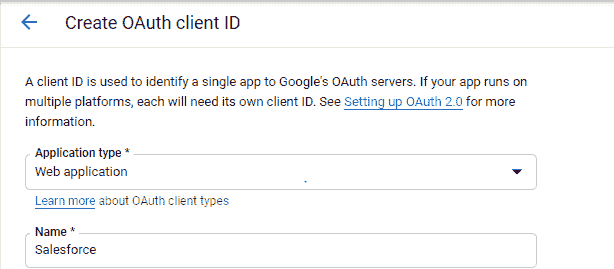 Create OAuth client ID
A client ID is used to identify a single app to Google's OAuth servers. If your app runs on
multiple platforms, each will need its own client ID. See Setting up OAuth 2.0 for more
information.
Application type *
Web application
Learn more about OAuth client types
Name *
Salesforce